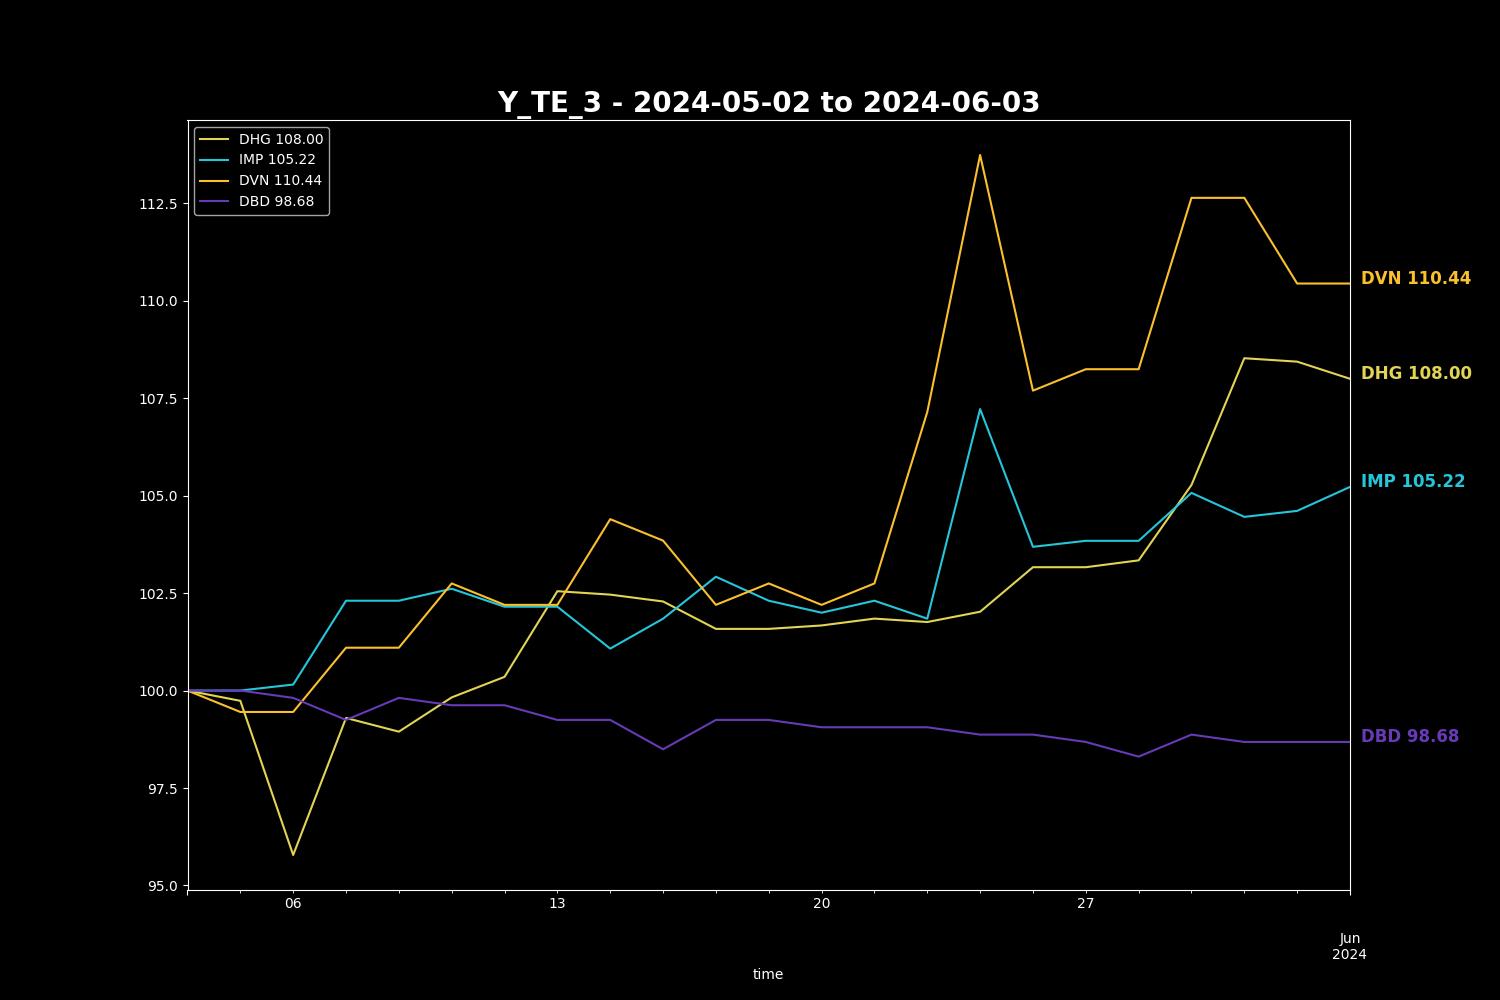 Y_TE_3 - 2024-05-02 to 2024-06-03
DHG 108.00
IMP 105.22
DVN 110.44
DBD 98.68
112.5
110.0
107.5
105.0
102.5
100.0
97.5
95.0
DVN 110.44
DHG 108.00
IMP 105.22
DBD 98.68
06 13 20 27
Jun
2024
time